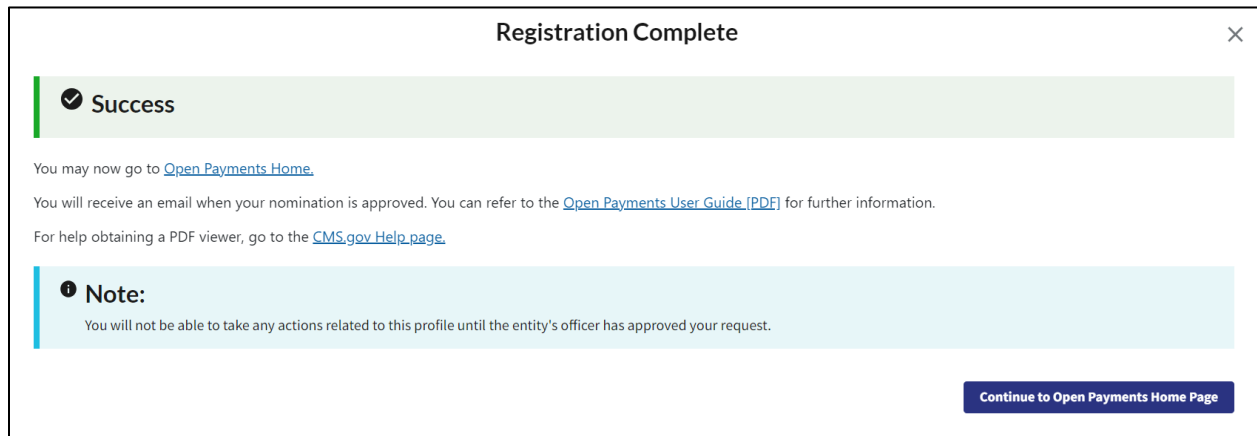 Registration Complete
Success
You may now go to Open Payments Home.
You will receive an email when your nomination is approved. You can refer to the Open Payments User Guide [PDF] for further information.
For help obtaining a PDF viewer, go to the CMS.gov Help page.
Note:
You will not be able to take any actions related to this profile until the entity's officer has approved your request.
Continue to Open Payments Home Page